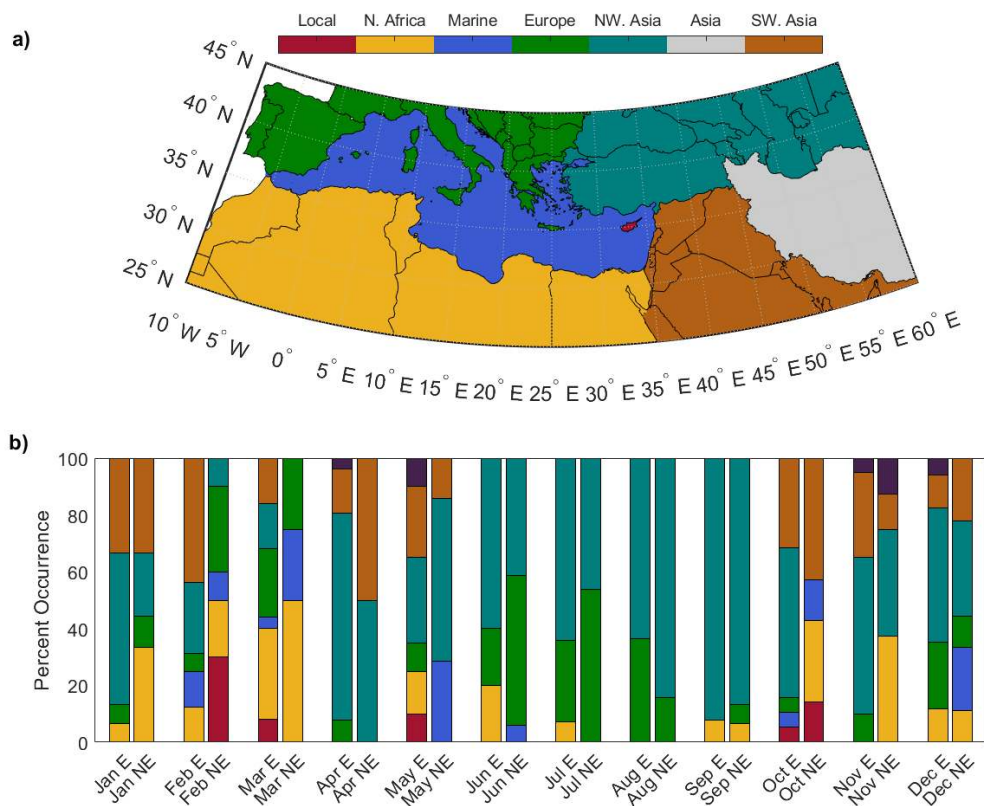 Local N. Africa Marine Europe NW. Asia Asia SW. Asia
a)
45° N
40° N
35° N
30° N
25° N
10° W 5° W 0° 5° E 10° E 15° E 20° E 25° E 30° E 35° E 40° E 45° E 50° E 55° E 60° E
b)
100
80
60
40
20
0
Percent Occurrence
Jan E
Jan NE
Feb E
Feb NE
Mar E
Mar NE
Apr E
Apr NE
May E
May NE
Jun E
Jun NE
Jul E
Jul NE
Aug E
Aug NE
Sep E
Sep NE
Oct E
Oct NE
Nov E
Nov NE
Dec E
Dec NE